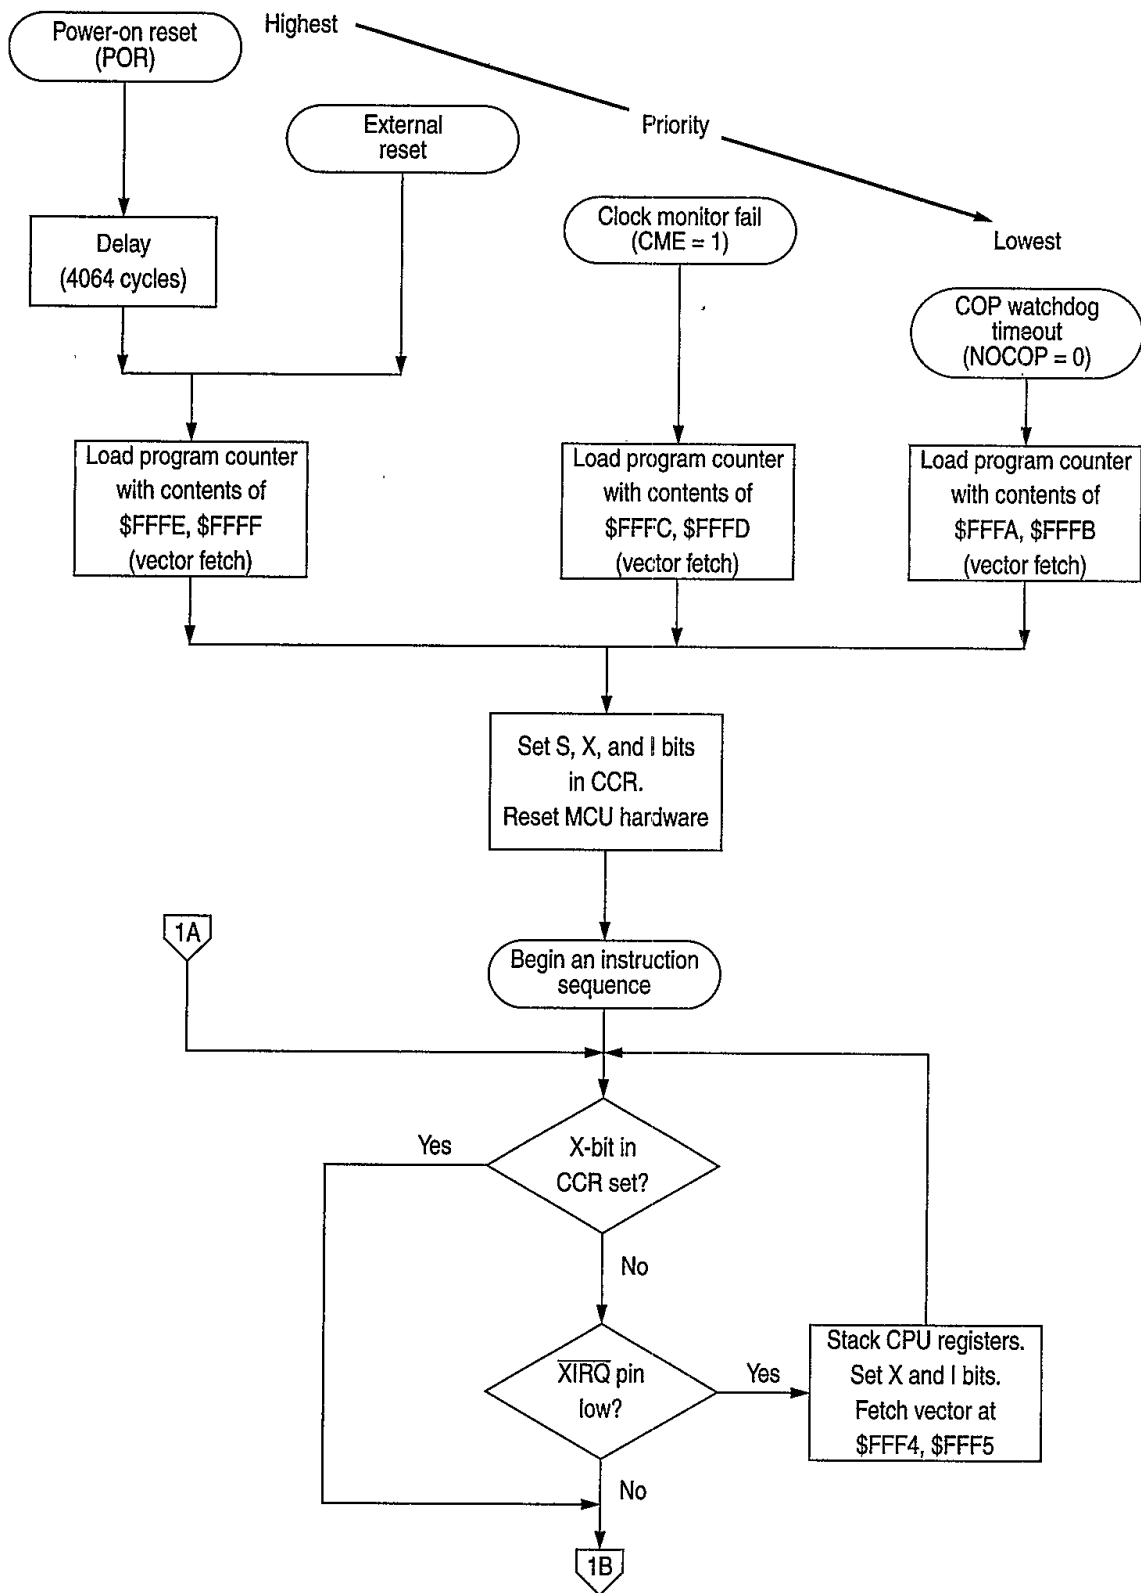 Power-on reset
(POR)
Highest
External
reset
Priority
Delay
(4064 cycles)
Clock monitor fail
(CME = 1)
Lowest
COP watchdog
timeout
(NOCOP = 0)
Load program counter
with contents of
$FFFE, $FFFF
(vector fetch)
Load program counter
with contents of
$FFFC, $FFFD
(vector fetch)
Load program counter
with contents of
$FFFA, $FFFB
(vector fetch)
Set S, X, and I bits
in CCR.
Reset MCU hardware
1A
Begin an instruction
sequence
Yes
X-bit in
CCR set?
No
X̅I̅R̅Q̅ pin
low?
Yes
Stack CPU registers.
Set X and I bits.
Fetch vector at
$FFF4, $FFF5
No
1B